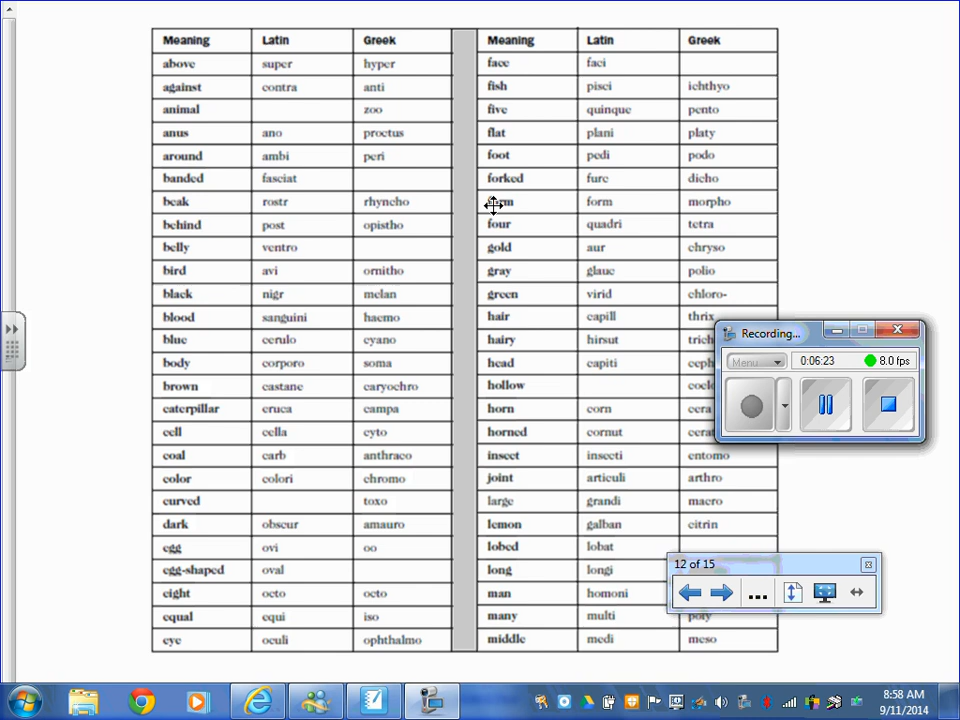 Meaning Latin Greek Meaning Latin Greek
above super hyper face faci
against contra anti fish pisci ichthyo
animal zoo five quinque pento
anus ano proctus flat plani platy
around ambi peri foot pedi podo
banded fasciat forked furc dicho
beak rostr rhyncho form morpho
behind post opistho four quadri tetra
belly ventro gold aur chryso
bird avi ornitho gray glauc polio
black nigr melan green virid chloro-
blood sanguini haemo hair capill thrix
blue cerulo cyano hairy hirsut
body corporo soma head capiti
brown castane caryochro hollow
caterpillar eruca campa horn corn
cell cella cyto horned cornut
coal carb anthraco insect insecti entomo
color colori chromo joint articuli arthro
curved toxo large grandi macro
dark obscur amauro lemon galban citrin
egg ovi oo lobed lobat
egg-shaped oval long longi
eight octo octo man homoni
equal equi iso many multi poly
eye oculi ophthalmo middle medi meso
Recording...
Menu 0:06:23 8.0 fps
12 of 15
8:58 AM
9/11/2014